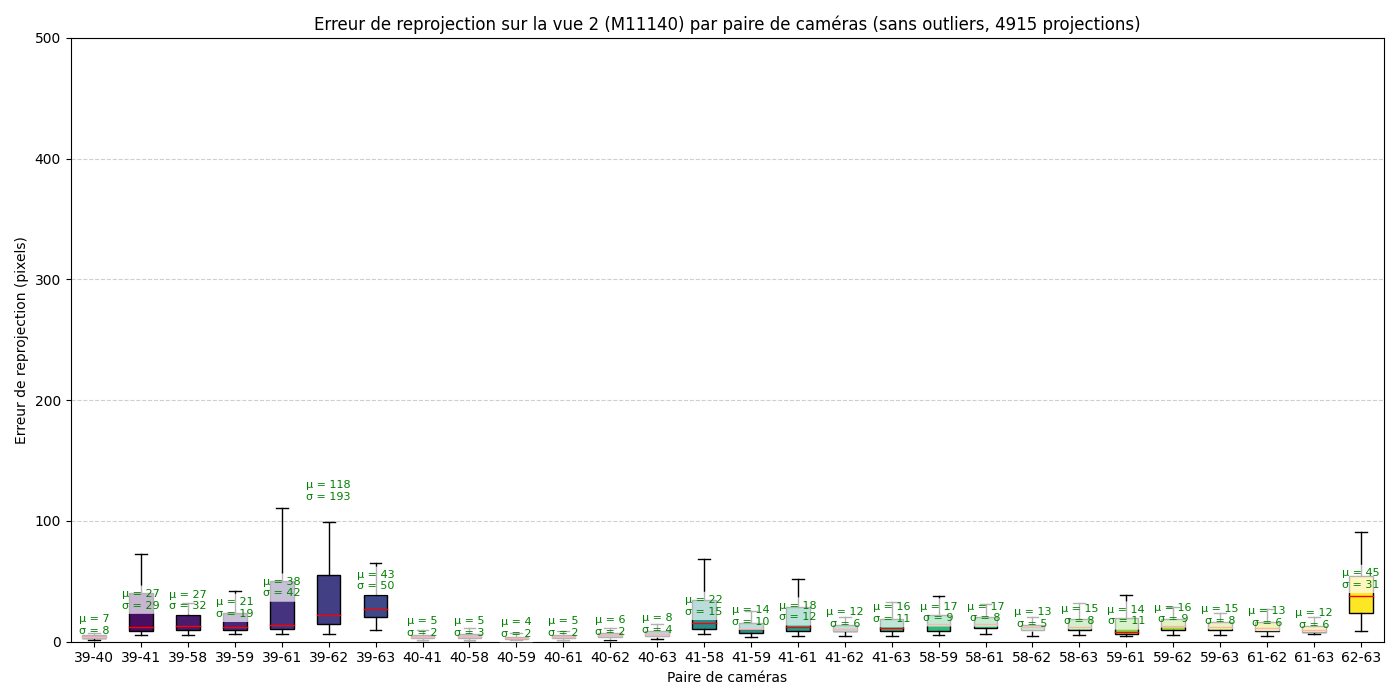 Erreur de reprojection sur la vue 2 (M11140) par paire de caméras (sans outliers, 4915 projections)
Erreur de reprojection (pixels)
500
400
300
200
100
0
μ = 7
σ = 8
μ = 27
σ = 29
μ = 27
σ = 32
μ = 21
σ = 19
μ = 38
σ = 42
μ = 118
σ = 193
μ = 43
σ = 50
μ = 5
σ = 2
μ = 5
σ = 3
μ = 4
σ = 2
μ = 5
σ = 2
μ = 6
σ = 2
μ = 8
σ = 4
μ = 22
σ = 15
μ = 14
σ = 10
μ = 18
σ = 12
μ = 12
σ = 6
μ = 16
σ = 11
μ = 17
σ = 9
μ = 17
σ = 8
μ = 13
σ = 5
μ = 15
σ = 8
μ = 14
σ = 11
μ = 16
σ = 9
μ = 15
σ = 8
μ = 13
σ = 6
μ = 12
σ = 6
μ = 45
σ = 31
39-40 39-41 39-58 39-59 39-61 39-62 39-63 40-41 40-58 40-59 40-61 40-62 40-63 41-58 41-59 41-61 41-62 41-63 58-59 58-61 58-62 58-63 59-61 59-62 59-63 61-62 61-63 62-63
Paire de caméras